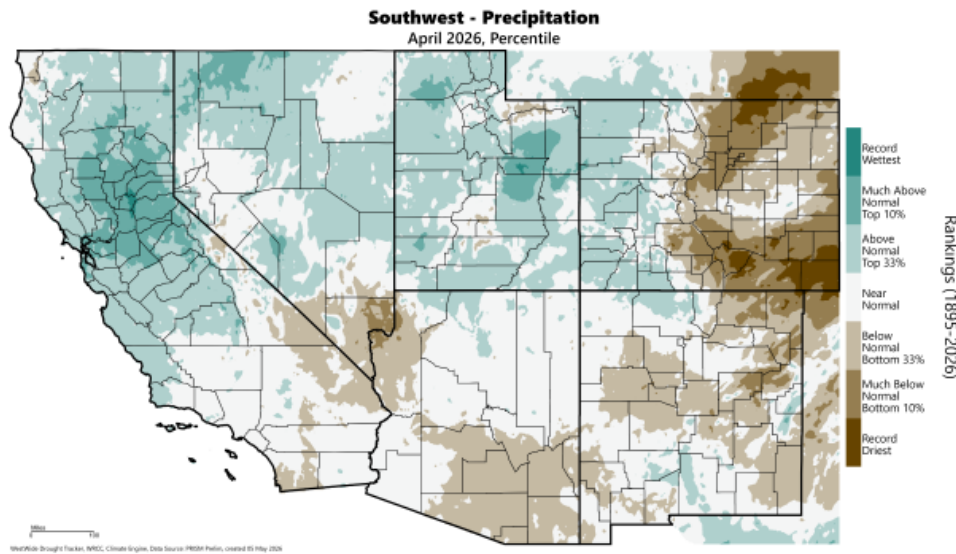 Southwest - Precipitation
April 2026, Percentile
Record
Wettest
Much Above
Normal
Top 10%
Above
Normal
Top 33%
Near
Normal
Below
Normal
Bottom 33%
Much Below
Normal
Bottom 10%
Record
Driest
Rankings (1895-2026)
Miles
0 100
WestWide Drought Tracker, WRCC, Climate Engine, Data Source: PRISM Prelim, created 05 May 2026